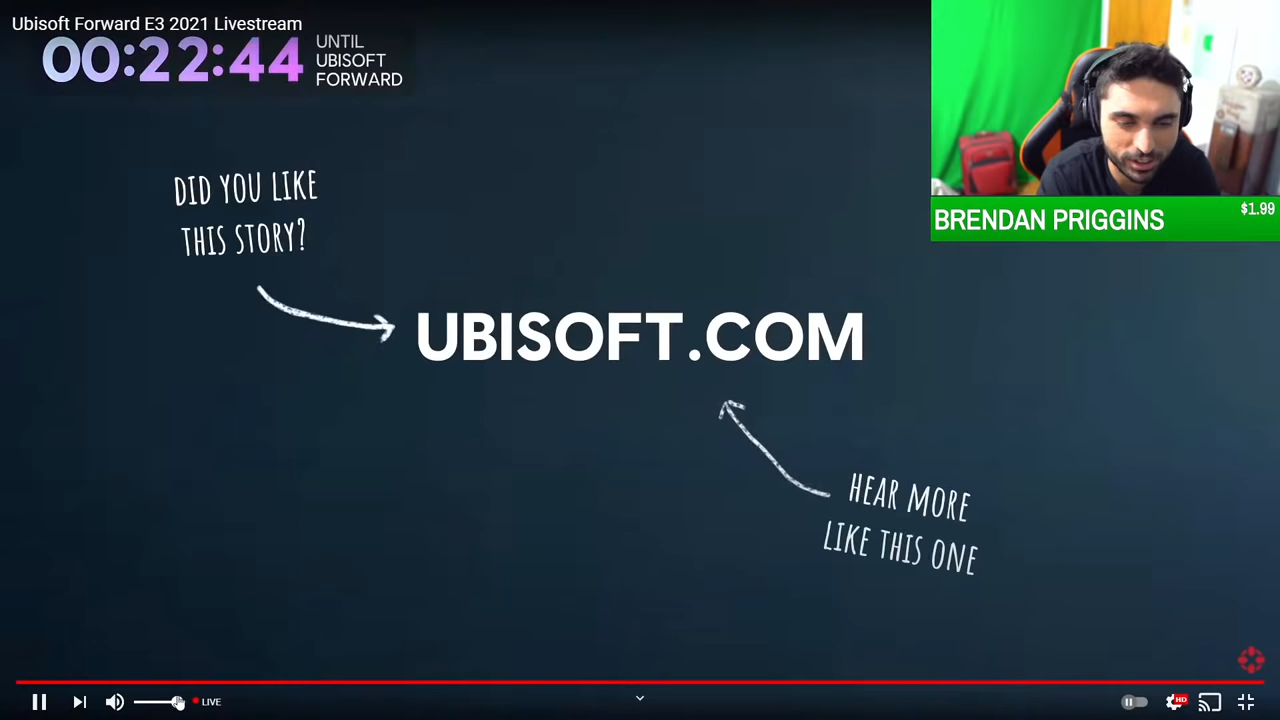 Ubisoft Forward E3 2021 Livestream
00:22:44
UNTIL
UBISOFT
FORWARD
BRENDAN PRIGGINS
$1.99
DID YOU LIKE
THIS STORY?
UBISOFT.COM
HEAR MORE
LIKE THIS ONE
LIVE
HD